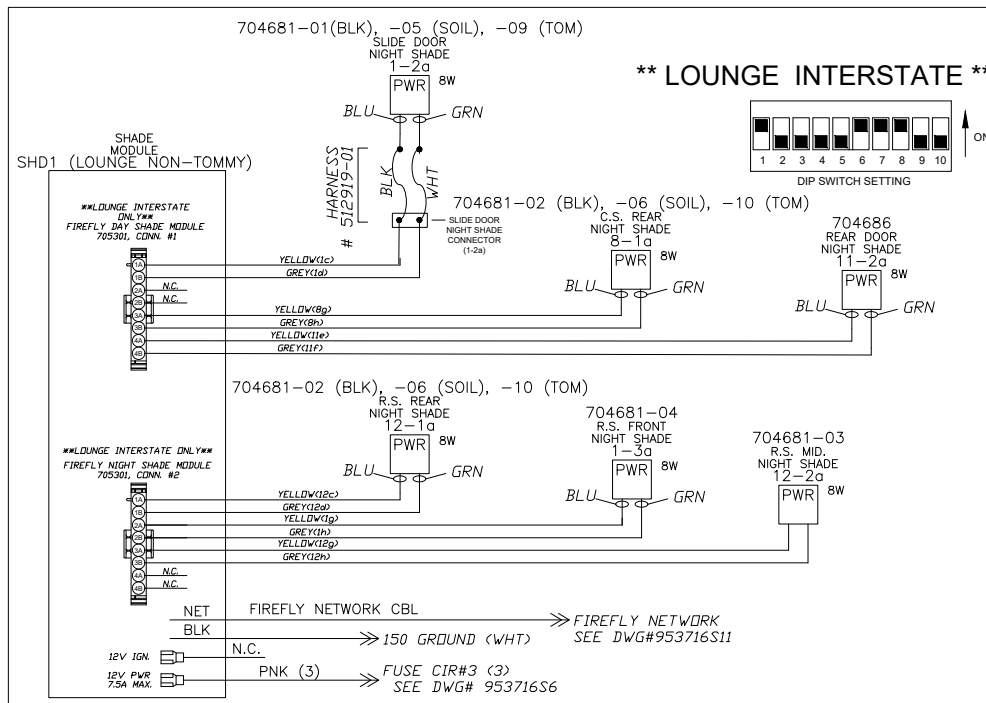 704681-01(BLK), -05 (SOIL), -09 (TOM)
SLIDE DOOR
NIGHT SHADE
1-2a
PWR 8W
BLU GRN
** LOUNGE INTERSTATE **
ON
1 2 3 4 5 6 7 8 9 10
DIP SWITCH SETTING
SHADE
MODULE
SHD1 (LOUNGE NON-TOMMY)
HARNESS
# 512919-01
BLK
WHT
SLIDE DOOR
NIGHT SHADE
CONNECTOR
(1-2a)
**LOUNGE INTERSTATE
ONLY**
FIREFLY DAY SHADE MODULE
705301, CONN. #1
704681-02 (BLK), -06 (SOIL), -10 (TOM)
C.S. REAR
NIGHT SHADE
8-1a
PWR 8W
BLU GRN
704686
REAR DOOR
NIGHT SHADE
11-2a
PWR 8W
BLU GRN
1A YELLOW(1c)
1B GREY(1d)
2A N.C.
2B N.C.
3A YELLOW(8g)
3B GREY(8h)
4A YELLOW(11e)
4B GREY(11f)
704681-02 (BLK), -06 (SOIL), -10 (TOM)
R.S. REAR
NIGHT SHADE
12-1a
PWR 8W
BLU GRN
704681-04
R.S. FRONT
NIGHT SHADE
1-3a
PWR 8W
BLU GRN
704681-03
R.S. MID.
NIGHT SHADE
12-2a
PWR 8W
**LOUNGE INTERSTATE ONLY**
FIREFLY NIGHT SHADE MODULE
705301, CONN. #2
1A YELLOW(12c)
1B GREY(12d)
2A YELLOW(1g)
2B GREY(1h)
3A YELLOW(12g)
3B GREY(12h)
4A N.C.
4B N.C.
NET FIREFLY NETWORK CBL
FIREFLY NETWORK
SEE DWG#953716S11
BLK 150 GROUND (WHT)
12V IGN. N.C.
12V PWR
7.5A MAX.
PNK (3)
FUSE CIR#3 (3)
SEE DWG# 953716S6